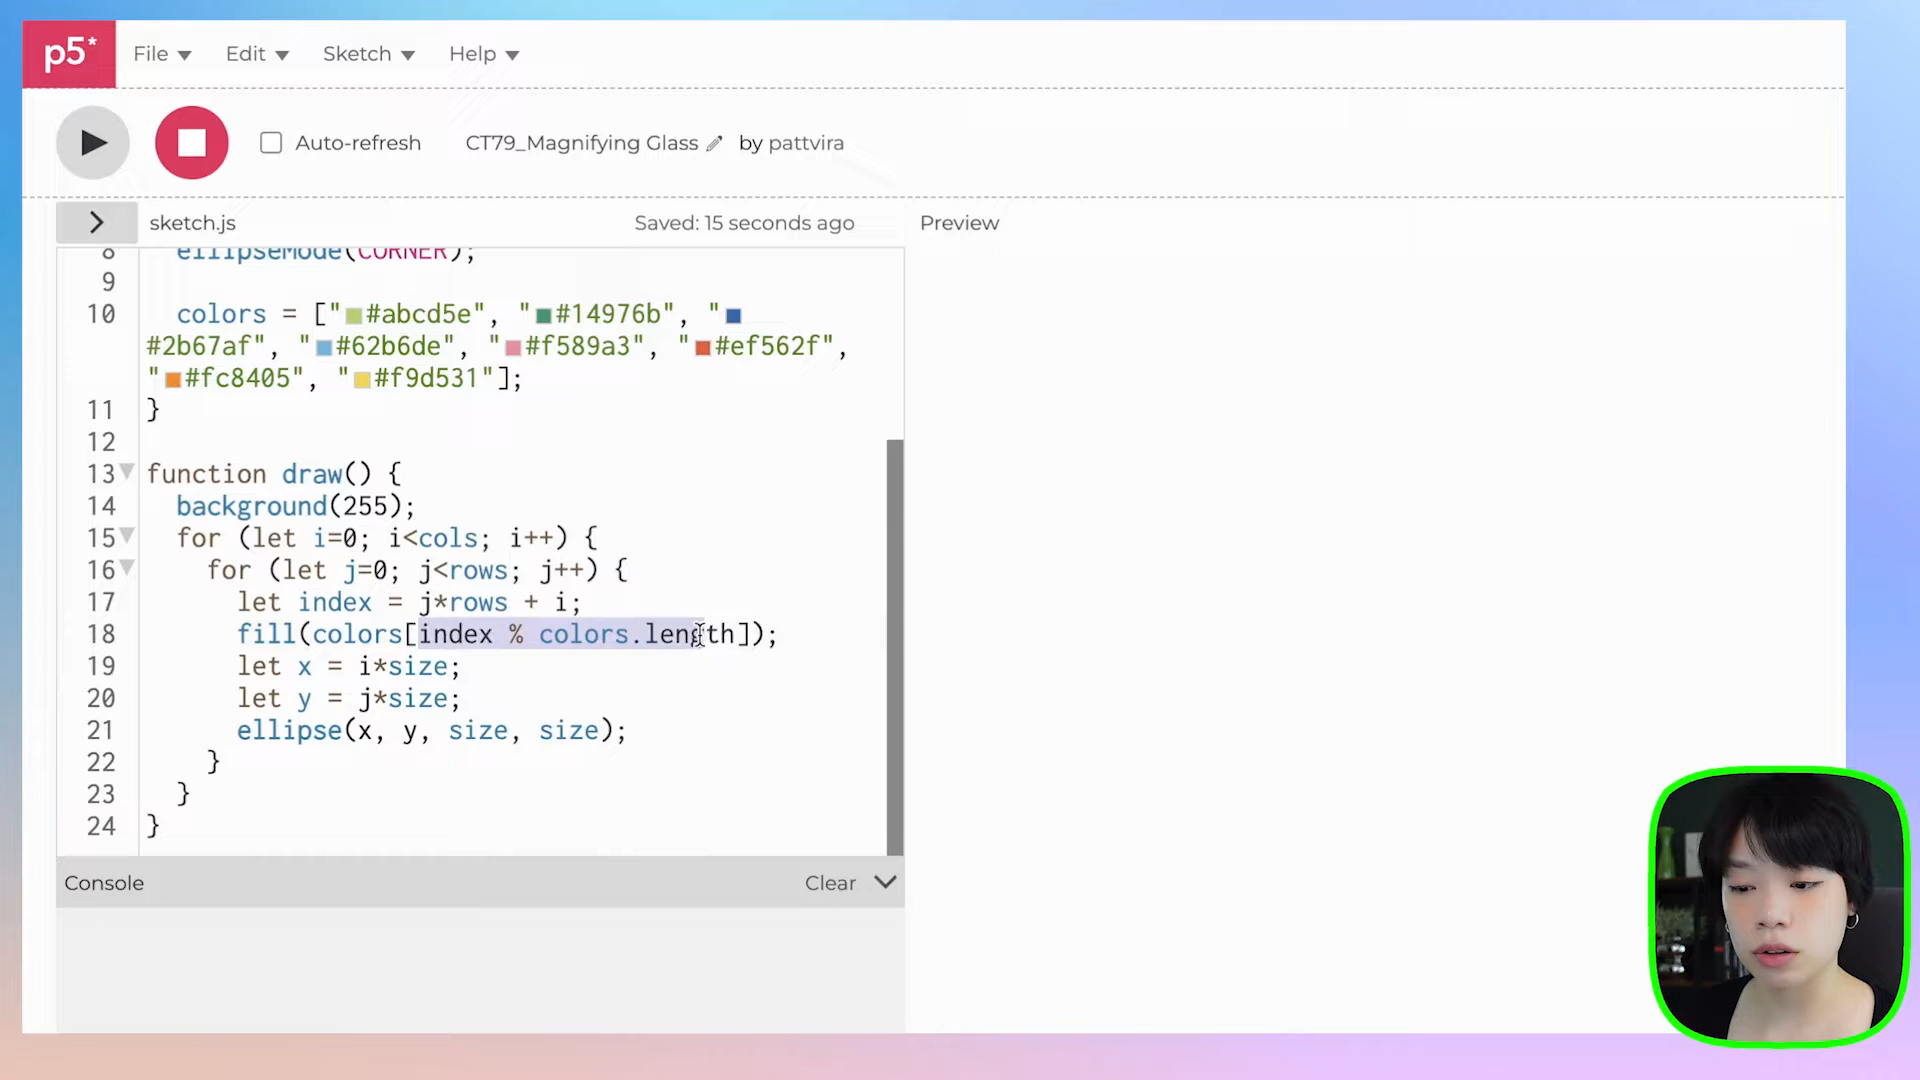 p5*
File Edit Sketch Help
Auto-refresh CT79_Magnifying Glass by pattvira
sketch.js Saved: 15 seconds ago Preview
8 ellipseMode(CORNER);
9
10 colors = ["#abcd5e", "#14976b", "
#2b67af", "#62b6de", "#f589a3", "#ef562f",
"#fc8405", "#f9d531"];
11 }
12
13 function draw() {
14 background(255);
15 for (let i=0; i<cols; i++) {
16 for (let j=0; j<rows; j++) {
17 let index = j*rows + i;
18 fill(colors[index % colors.length]);
19 let x = i*size;
20 let y = j*size;
21 ellipse(x, y, size, size);
22 }
23 }
24 }
Console Clear